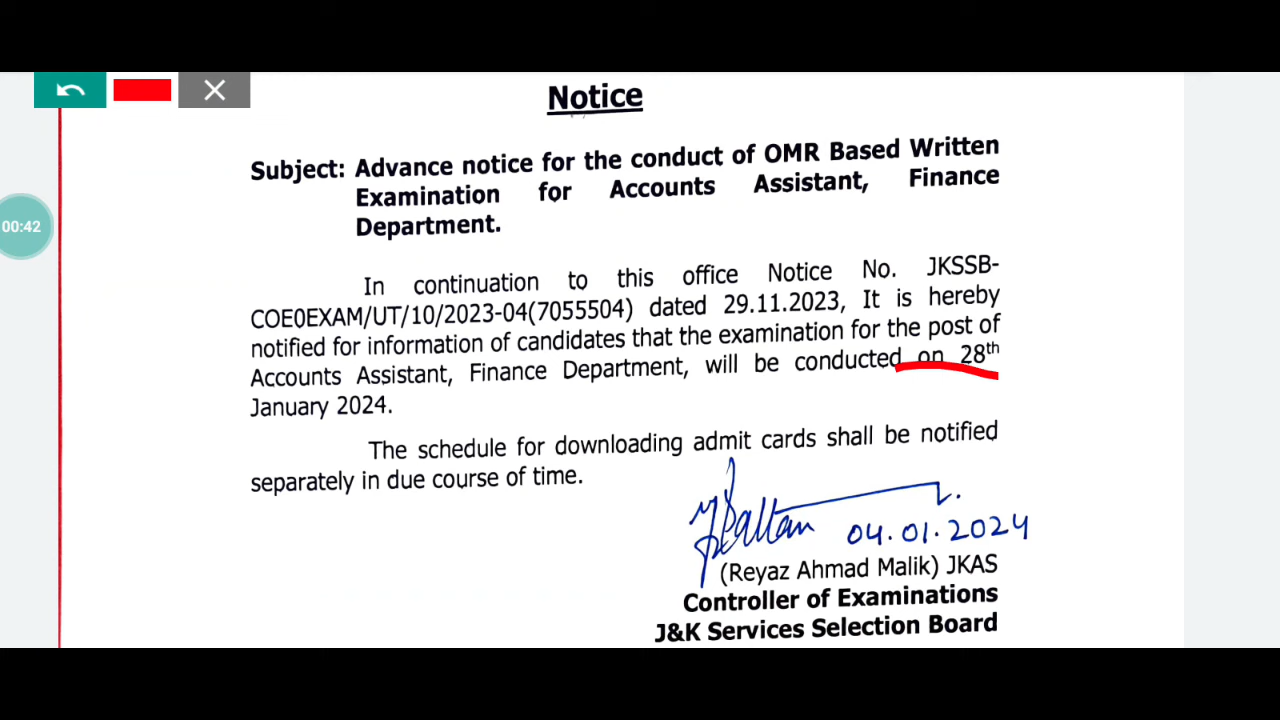 Notice
00:42
Subject: Advance notice for the conduct of OMR Based Written
Examination for Accounts Assistant, Finance
Department.
In continuation to this office Notice No. JKSSB-
COE0EXAM/UT/10/2023-04(7055504) dated 29.11.2023, It is hereby
notified for information of candidates that the examination for the post of
Accounts Assistant, Finance Department, will be conducted on 28th
January 2024.
The schedule for downloading admit cards shall be notified
separately in due course of time.
04.01.2024
(Reyaz Ahmad Malik) JKAS
Controller of Examinations
J&K Services Selection Board